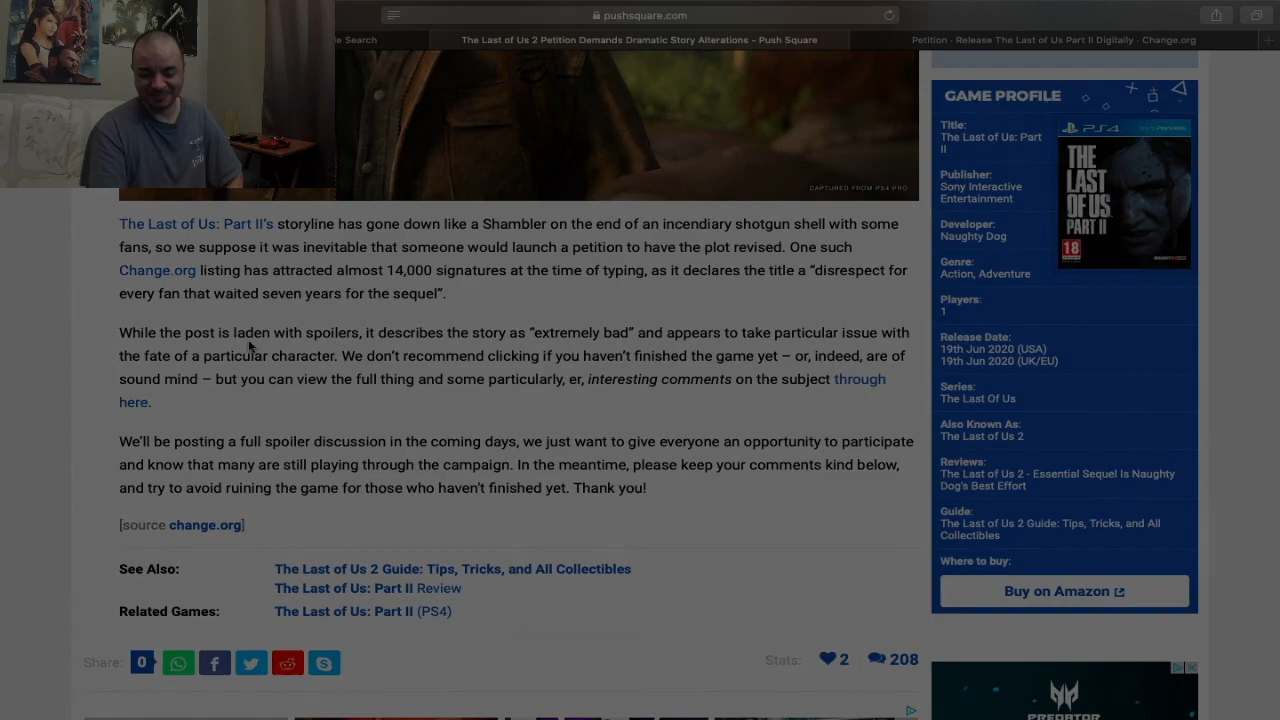 pushsquare.com
le Search
The Last of Us 2 Petition Demands Dramatic Story Alterations - Push Square
Petition · Release The Last of Us Part II Digitally · Change.org
CAPTURED FROM PS4 PRO
The Last of Us: Part II's storyline has gone down like a Shambler on the end of an incendiary shotgun shell with some
fans, so we suppose it was inevitable that someone would launch a petition to have the plot revised. One such
Change.org listing has attracted almost 14,000 signatures at the time of typing, as it declares the title a “disrespect for
every fan that waited seven years for the sequel”.
While the post is laden with spoilers, it describes the story as “extremely bad” and appears to take particular issue with
the fate of a particular character. We don’t recommend clicking if you haven’t finished the game yet – or, indeed, are of
sound mind – but you can view the full thing and some particularly, er, interesting comments on the subject through
here.
We’ll be posting a full spoiler discussion in the coming days, we just want to give everyone an opportunity to participate
and know that many are still playing through the campaign. In the meantime, please keep your comments kind below,
and try to avoid ruining the game for those who haven’t finished yet. Thank you!
[source change.org]
See Also:
The Last of Us 2 Guide: Tips, Tricks, and All Collectibles
The Last of Us: Part II Review
Related Games:
The Last of Us: Part II (PS4)
Share:
0
Stats:
2
208
GAME PROFILE
Title:
The Last of Us: Part
II
Publisher:
Sony Interactive
Entertainment
Developer:
Naughty Dog
Genre:
Action, Adventure
Players:
1
Release Date:
19th Jun 2020 (USA)
19th Jun 2020 (UK/EU)
Series:
The Last Of Us
Also Known As:
The Last of Us 2
Reviews:
The Last of Us 2 - Essential Sequel Is Naughty
Dog's Best Effort
Guide:
The Last of Us 2 Guide: Tips, Tricks, and All
Collectibles
Where to buy:
Buy on Amazon
PS4
THE
LAST
OF US
PART II
18
PREDATOR